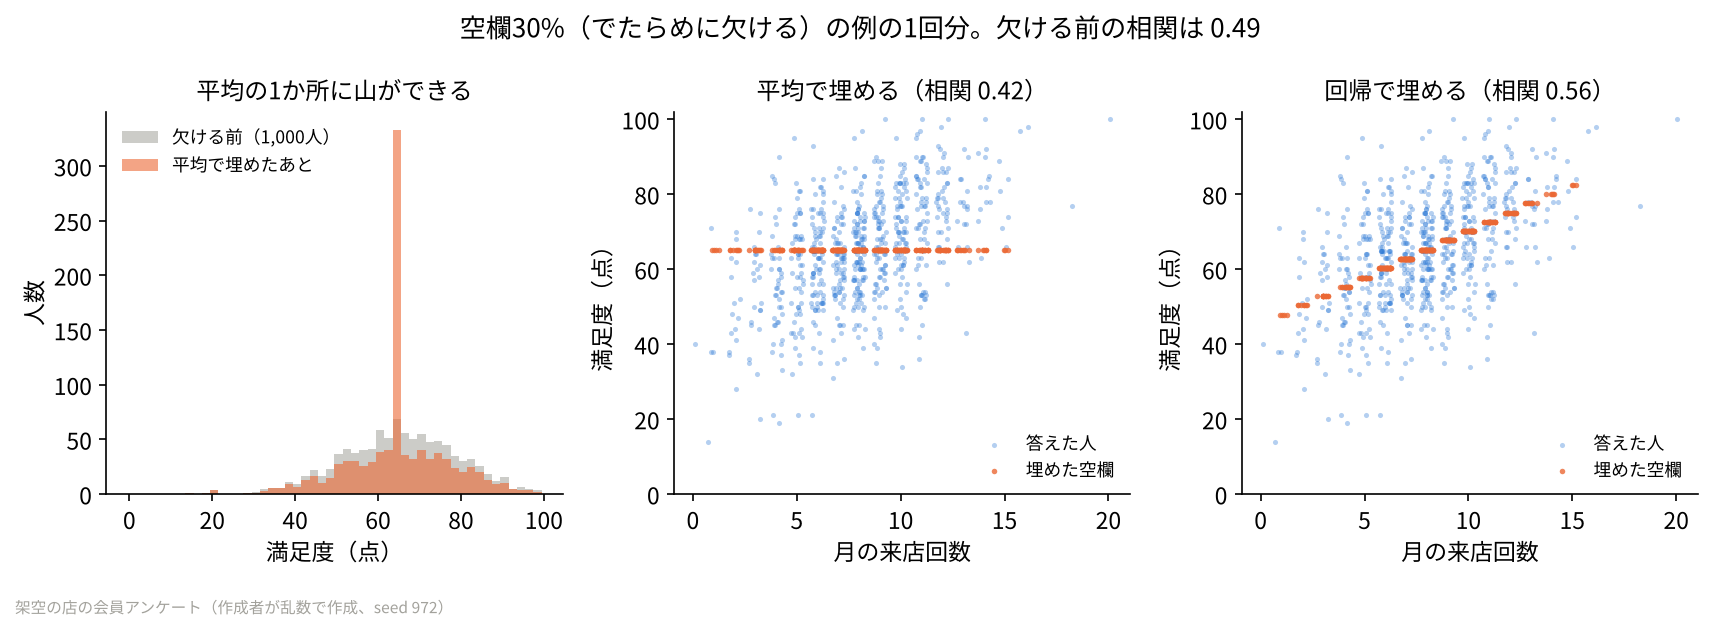 空欄30%（でたらめに欠ける）の例の1回分。欠ける前の相関は 0.49
平均の1か所に山ができる
欠ける前（1,000人）
平均で埋めたあと
人数
300
250
200
150
100
50
0
0 20 40 60 80 100
満足度（点）
平均で埋める（相関 0.42）
満足度（点）
100
80
60
40
20
0
答えた人
埋めた空欄
0 5 10 15 20
月の来店回数
回帰で埋める（相関 0.56）
満足度（点）
100
80
60
40
20
0
答えた人
埋めた空欄
0 5 10 15 20
月の来店回数
架空の店の会員アンケート（作成者が乱数で作成、seed 972）